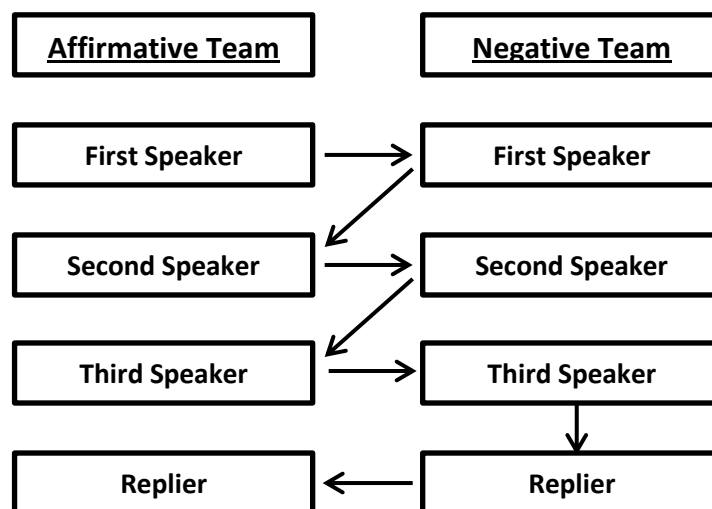 Affirmative Team
Negative Team
First Speaker
First Speaker
Second Speaker
Second Speaker
Third Speaker
Third Speaker
Replier
Replier